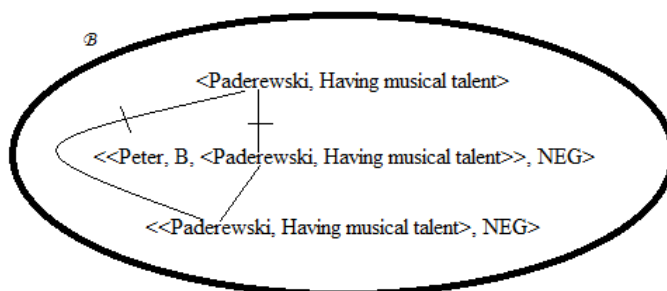 ℬ
<Paderewski, Having musical talent>
<<Peter, B, <Paderewski, Having musical talent>>, NEG>
<<Paderewski, Having musical talent>, NEG>